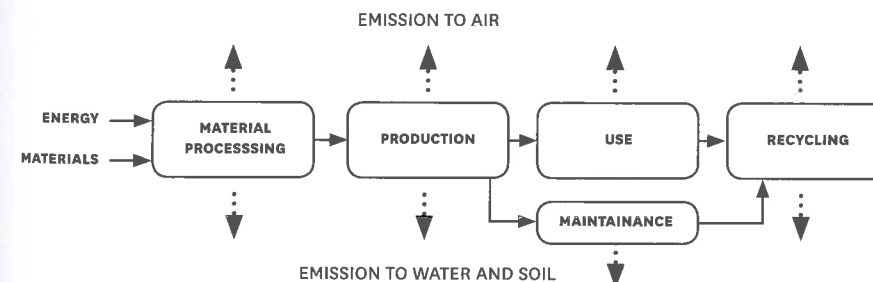 EMISSION TO AIR
ENERGY
MATERIALS
MATERIAL
PROCESSSING
PRODUCTION
USE
RECYCLING
MAINTAINANCE
EMISSION TO WATER AND SOIL